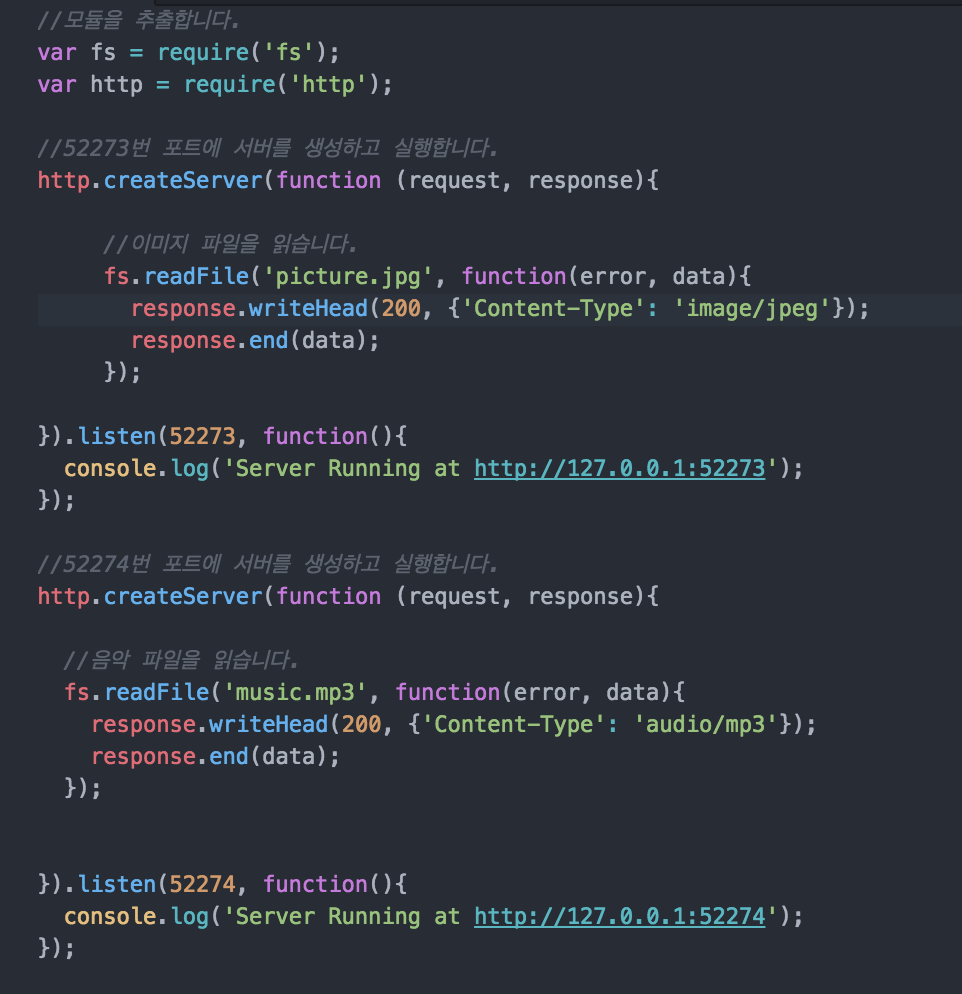 //모듈을 추출합니다.
var fs = require('fs');
var http = require('http');
//52273번 포트에 서버를 생성하고 실행합니다.
http.createServer(function (request, response){
//이미지 파일을 읽습니다.
fs.readFile('picture.jpg', function(error, data){
response.writeHead(200, {'Content-Type': 'image/jpeg'});
response.end(data);
});
}).listen(52273, function(){
console.log('Server Running at http://127.0.0.1:52273');
});
//52274번 포트에 서버를 생성하고 실행합니다.
http.createServer(function (request, response){
//음악 파일을 읽습니다.
fs.readFile('music.mp3', function(error, data){
response.writeHead(200, {'Content-Type': 'audio/mp3'});
response.end(data);
});
}).listen(52274, function(){
console.log('Server Running at http://127.0.0.1:52274');
});